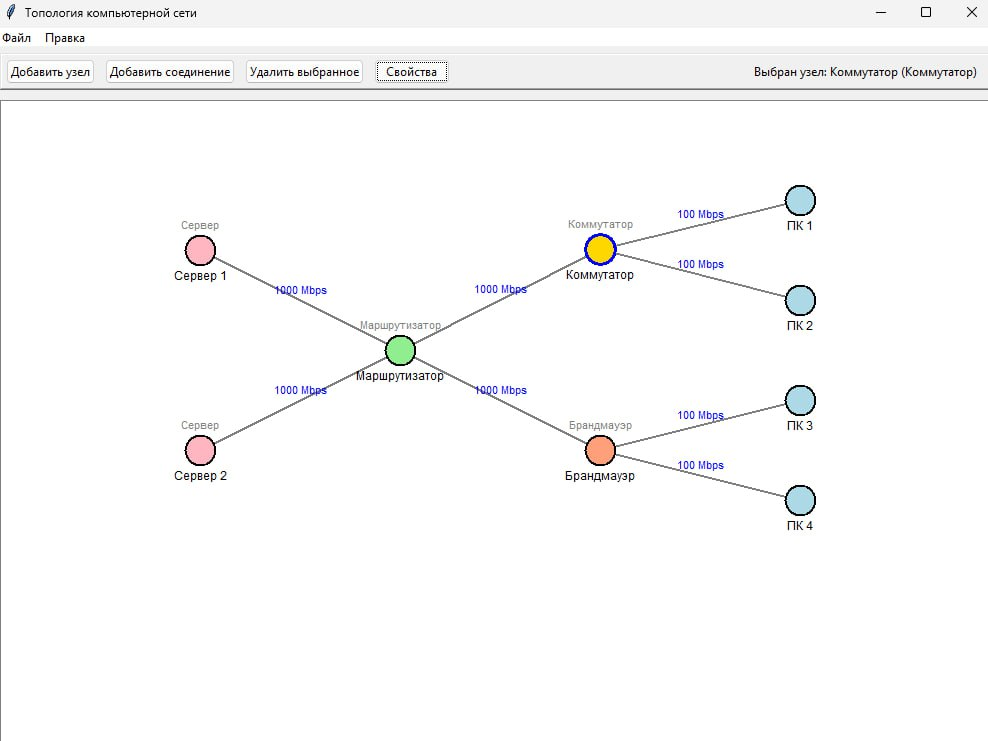 Топология компьютерной сети
Файл Правка
Добавить узел Добавить соединение Удалить выбранное Свойства Выбран узел: Коммутатор (Коммутатор)
100 Mbps
ПК 1
Сервер
Сервер 1
Коммутатор
Коммутатор
100 Mbps
1000 Mbps
1000 Mbps
ПК 2
Маршрутизатор
Маршрутизатор
1000 Mbps
1000 Mbps
100 Mbps
ПК 3
Сервер
Сервер 2
Брандмауэр
Брандмауэр
100 Mbps
ПК 4